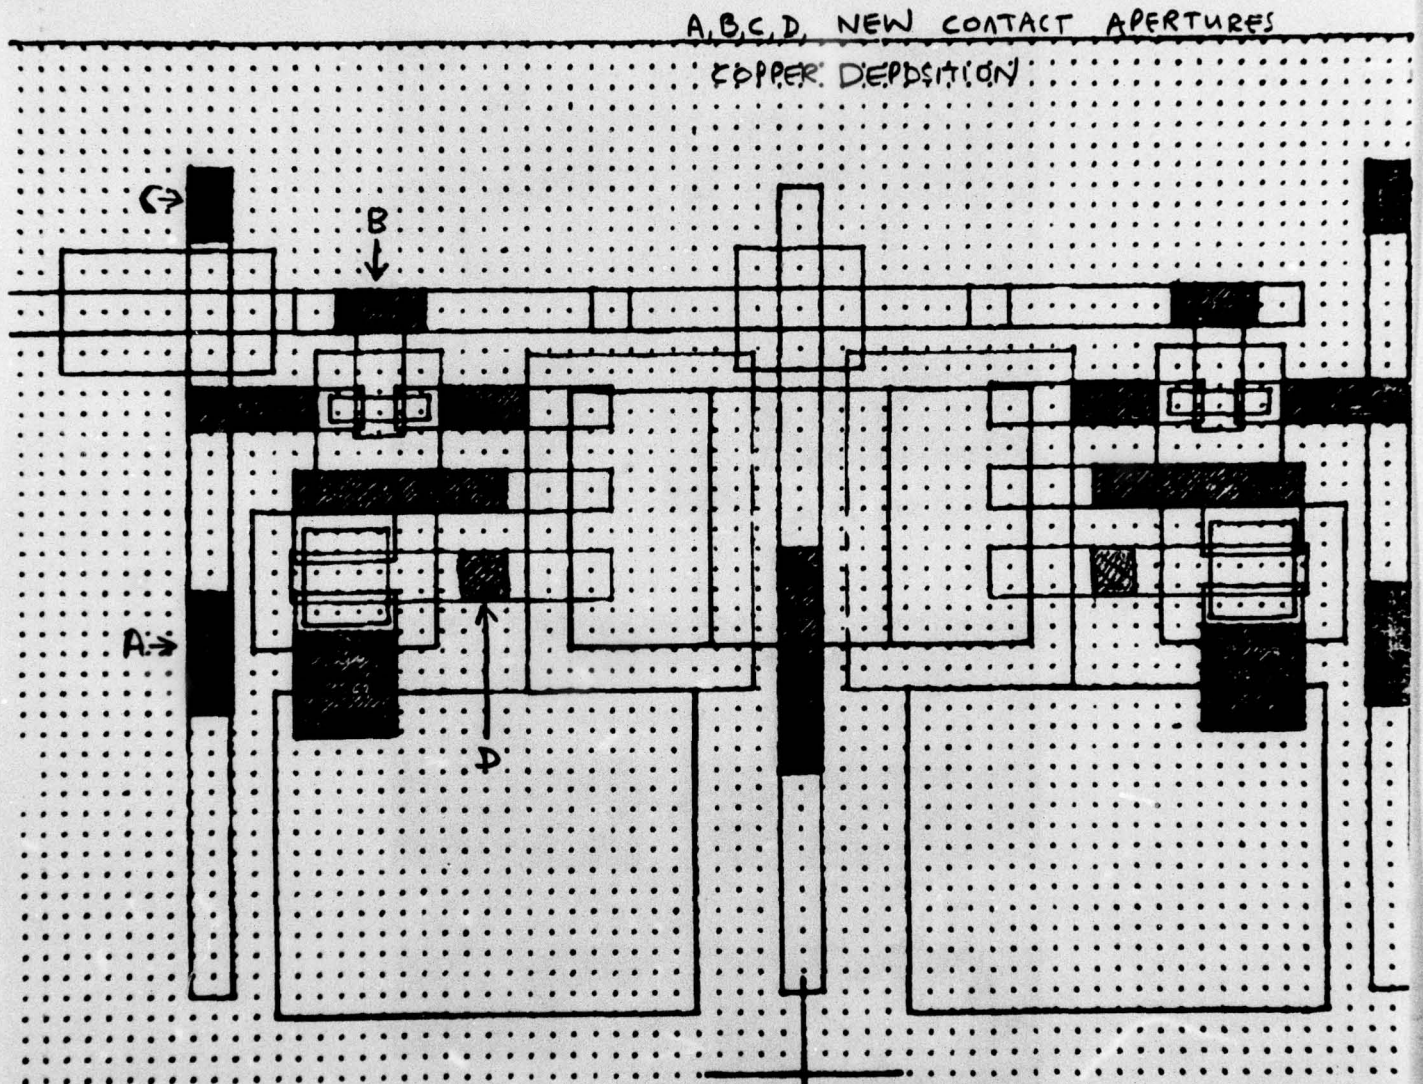 A,B,C,D, NEW CONTACT APERTURES
COPPER DEPOSITION
C→
B
A→
D